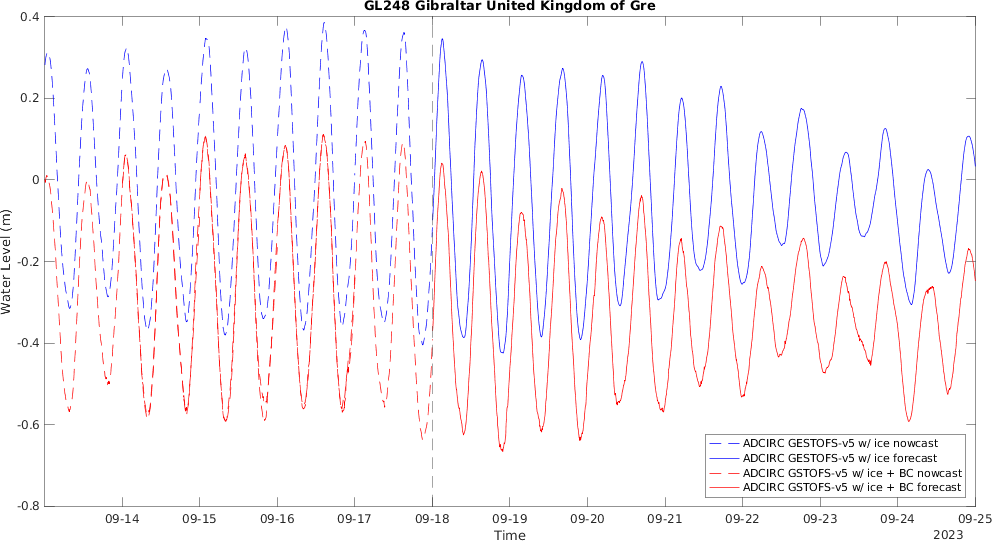 GL248 Gibraltar United Kingdom of Gre
0.4
0.2
0
-0.2
-0.4
-0.6
-0.8
Water Level (m)
09-14 09-15 09-16 09-17 09-18 09-19 09-20 09-21 09-22 09-23 09-24 09-25
Time
2023
ADCIRC GESTOFS-v5 w/ ice nowcast
ADCIRC GESTOFS-v5 w/ ice forecast
ADCIRC GSTOFS-v5 w/ ice + BC nowcast
ADCIRC GSTOFS-v5 w/ ice + BC forecast